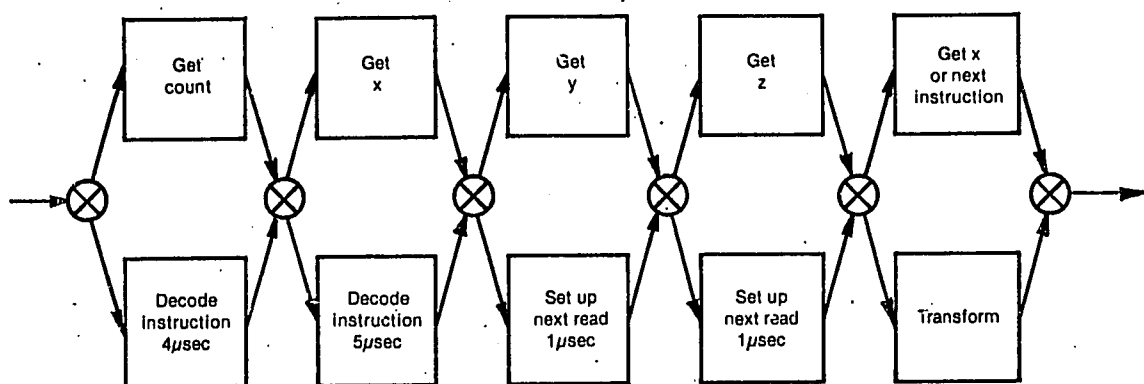 Get
count
Get
x
Get
y
Get
z
Get x
or next
instruction
Decode
instruction
4μsec
Decode
instruction
5μsec
Set up
next read
1μsec
Set up
next read
1μsec
Transform